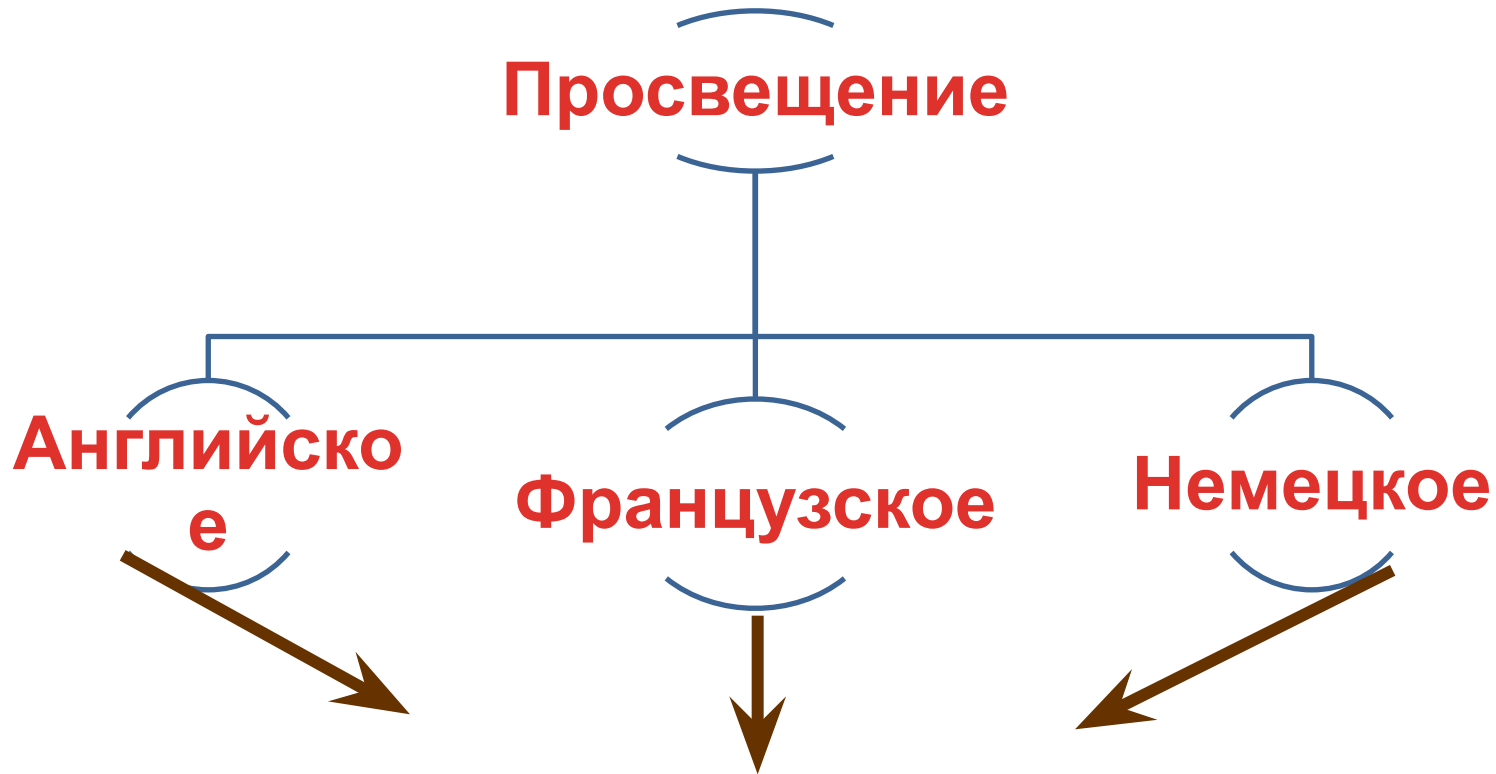 Просвещение
Английско
е
Французское
Немецкое